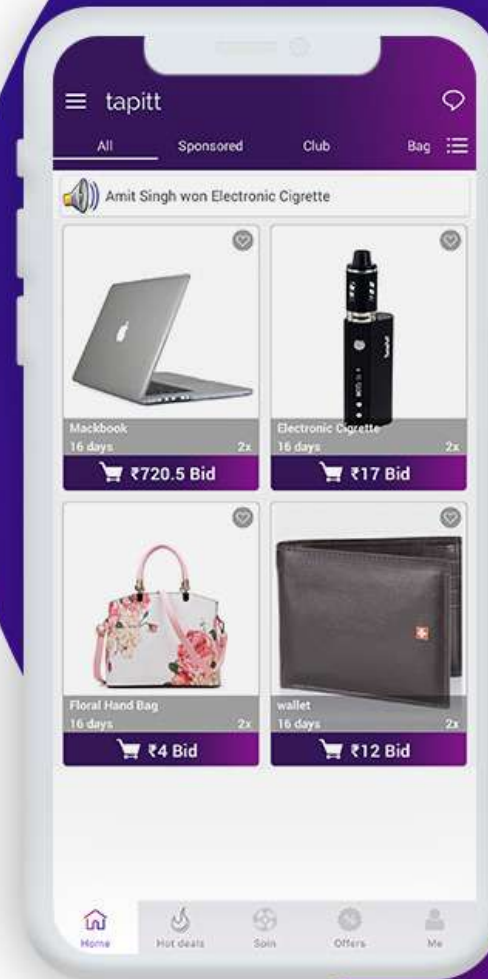 tapitt
All Sponsored Club Bag
Amit Singh won Electronic Cigrette
Mackbook
16 days 2x
₹720.5 Bid
Electronic Cigrette
16 days 2x
₹17 Bid
Floral Hand Bag
16 days 2x
₹4 Bid
wallet
16 days 2x
₹12 Bid
Home Hot deals Spin Offers Me